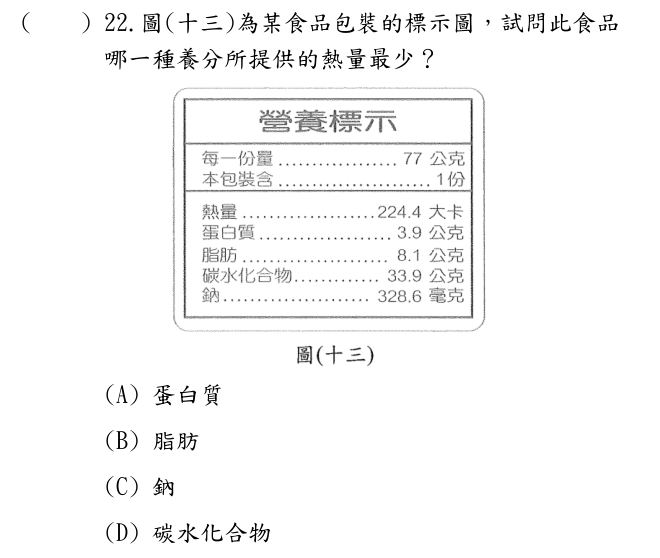 (　　) 22. 圖(十三)為某食品包裝的標示圖，試問此食品
哪一種養分所提供的熱量最少？
營養標示
每一份量.................. 77 公克
本包裝含....................... 1份
熱量....................224.4 大卡
蛋白質.................... 3.9 公克
脂肪...................... 8.1 公克
碳水化合物............. 33.9 公克
鈉...................... 328.6 毫克
圖(十三)
(A) 蛋白質
(B) 脂肪
(C) 鈉
(D) 碳水化合物